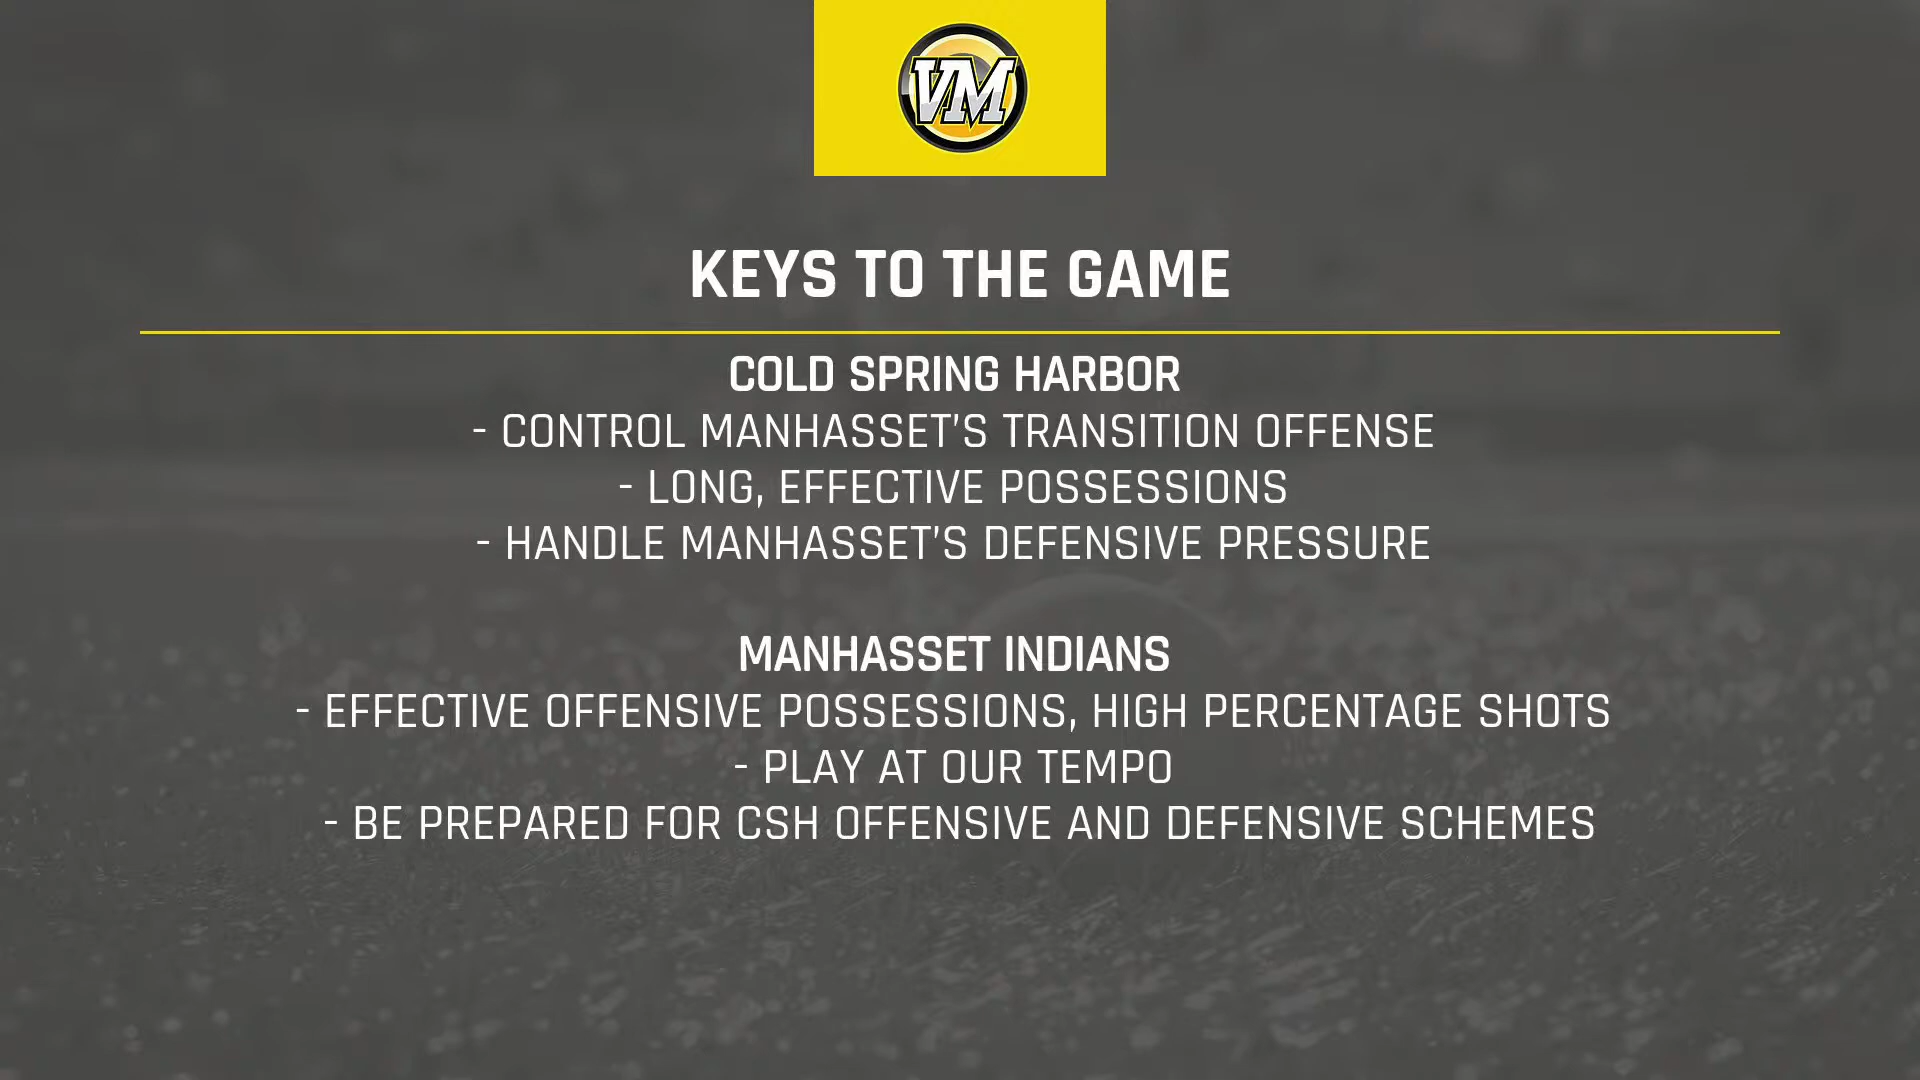 VM
KEYS TO THE GAME
COLD SPRING HARBOR
- CONTROL MANHASSET'S TRANSITION OFFENSE
- LONG, EFFECTIVE POSSESSIONS
- HANDLE MANHASSET'S DEFENSIVE PRESSURE
MANHASSET INDIANS
- EFFECTIVE OFFENSIVE POSSESSIONS, HIGH PERCENTAGE SHOTS
- PLAY AT OUR TEMPO
- BE PREPARED FOR CSH OFFENSIVE AND DEFENSIVE SCHEMES